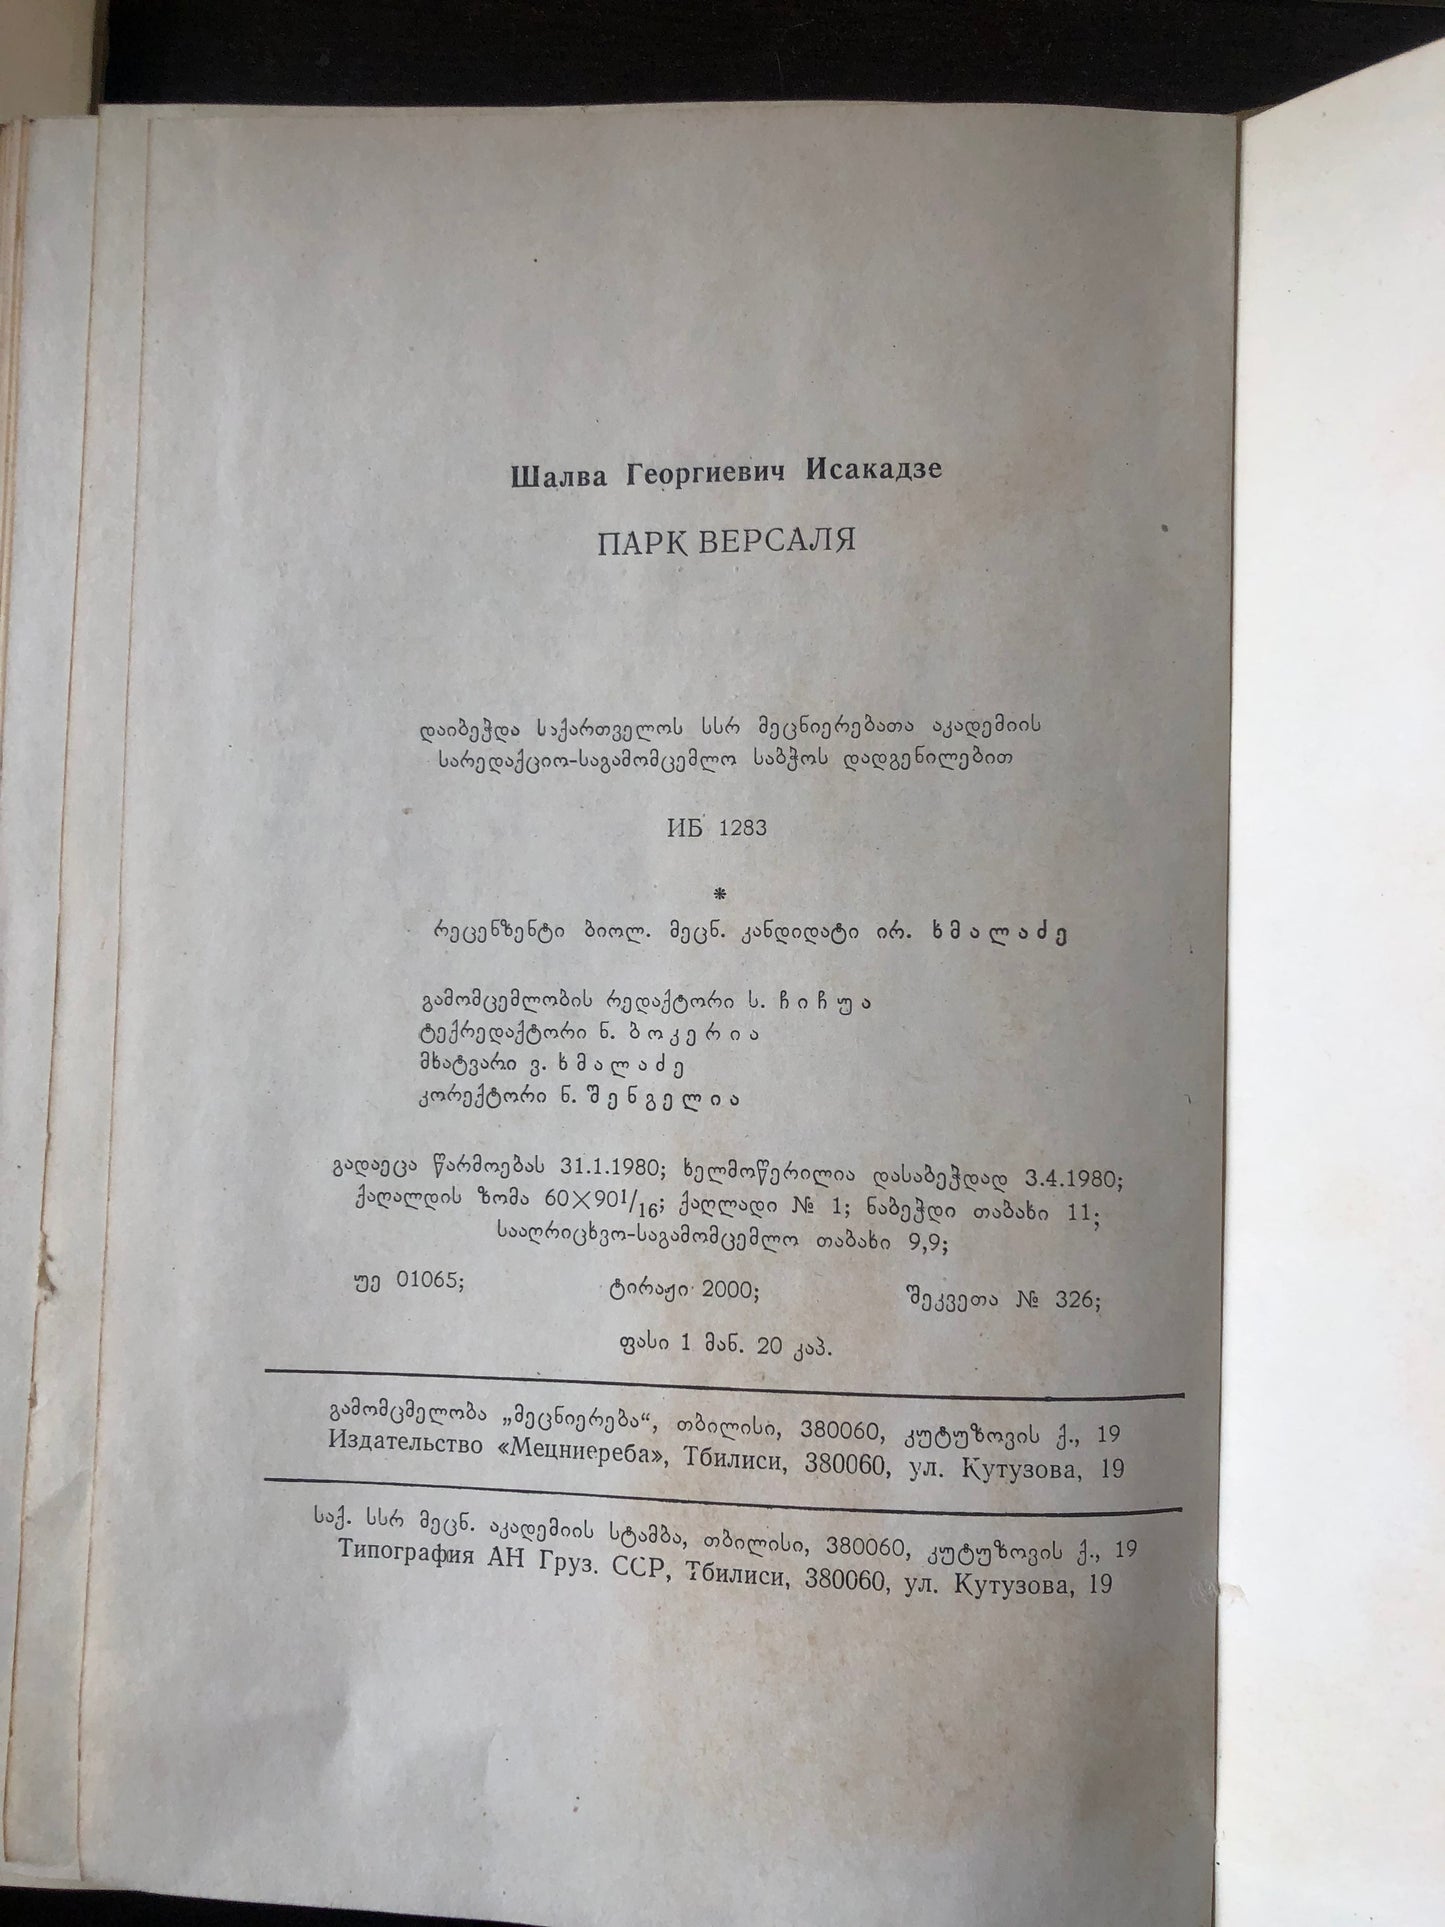 Шалва Георгиевич Исакадзе
ПАРК ВЕРСАЛЯ
დაიბეჭდა საქართველოს სსრ მეცნიერებათა აკადემიის
სარედაქციო-საგამომცემლო საბჭოს დადგენილებით
ИБ 1283
*
რეცენზენტი ბიოლ. მეცნ. კანდიდატი ირ. ხმალაძე
გამომცემლობის რედაქტორი ს. ჩიჩუა
ტექრედაქტორი ნ. ბოკერია
მხატვარი ვ. ხმალაძე
კორექტორი ნ. შენგელია
გადაეცა წარმოებას 31.1.1980; ხელმოწერილია დასაბეჭდად 3.4.1980;
ქაღალდის ზომა 60×90¹/₁₆; ქაღლადი № 1; ნაბეჭდი თაბახი 11;
სააღრიცხვო-საგამომცემლო თაბახი 9,9;
უე 01065; ტირაჟი 2000; შეკვეთა № 326;
ფასი 1 მან. 20 კაპ.
გამომცმელობა „მეცნიერება“, თბილისი, 380060, კუტუზოვის ქ., 19
Издательство «Мецниереба», Тбилиси, 380060, ул. Кутузова, 19
საქ. სსრ მეცნ. აკადემიის სტამბა, თბილისი, 380060, კუტუზოვის ქ., 19
Типография АН Груз. ССР, Тбилиси, 380060, ул. Кутузова, 19